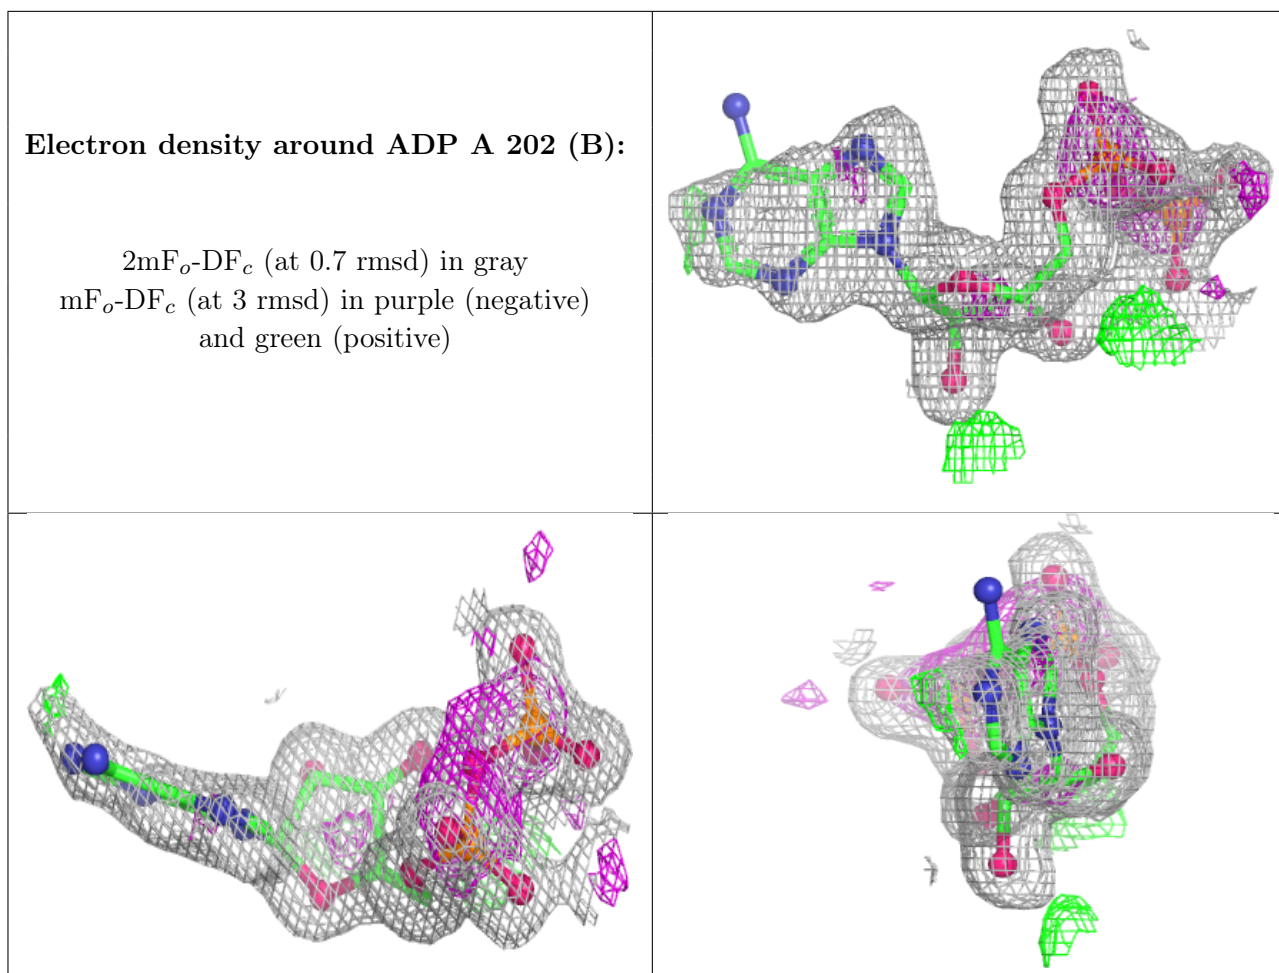 Electron density around ADP A 202 (B):
2mFo-DFc (at 0.7 rmsd) in gray
mFo-DFc (at 3 rmsd) in purple (negative)
and green (positive)